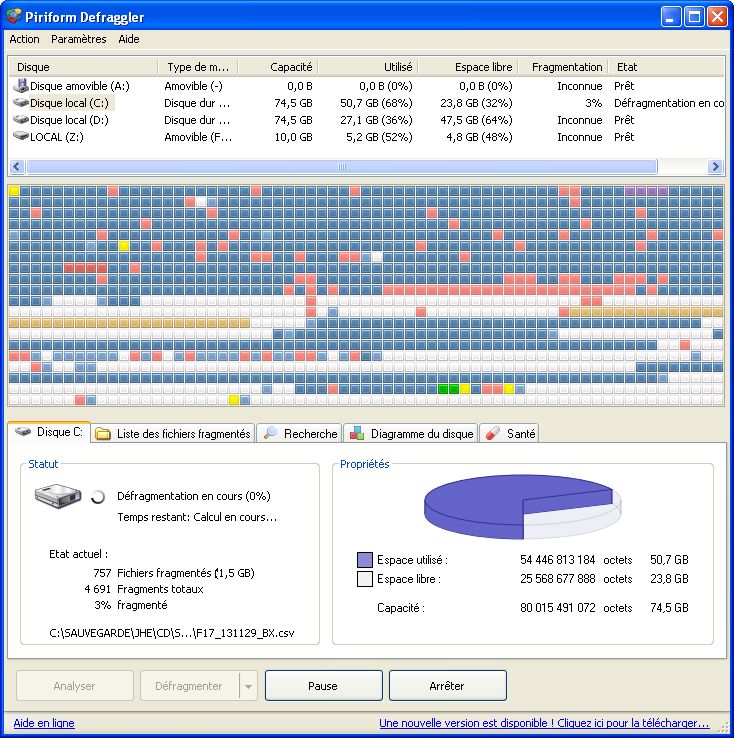 Piriform Defraggler
Action Paramètres Aide
Disque Type de m... Capacité Utilisé Espace libre Fragmentation Etat
Disque amovible (A:) Amovible (-) 0,0 B 0,0 B (0%) 0,0 B (0%) Inconnue Prêt
Disque local (C:) Disque dur ... 74,5 GB 50,7 GB (68%) 23,8 GB (32%) 3% Défragmentation en co
Disque local (D:) Disque dur ... 74,5 GB 27,1 GB (36%) 47,5 GB (64%) Inconnue Prêt
LOCAL (Z:) Amovible (F... 10,0 GB 5,2 GB (52%) 4,8 GB (48%) Inconnue Prêt
Disque C: Liste des fichiers fragmentés Recherche Diagramme du disque Santé
Statut
Défragmentation en cours (0%)
Temps restant: Calcul en cours...
Etat actuel :
757 Fichiers fragmentés (1,5 GB)
4 691 Fragments totaux
3% fragmenté
C:\SAUVEGARDE\JHE\CD\S...\F17_131129_BX.csv
Propriétés
Espace utilisé : 54 446 813 184 octets 50,7 GB
Espace libre : 25 568 677 888 octets 23,8 GB
Capacité : 80 015 491 072 octets 74,5 GB
Analyser Défragmenter Pause Arrêter
Aide en ligne Une nouvelle version est disponible ! Cliquez ici pour la télécharger...